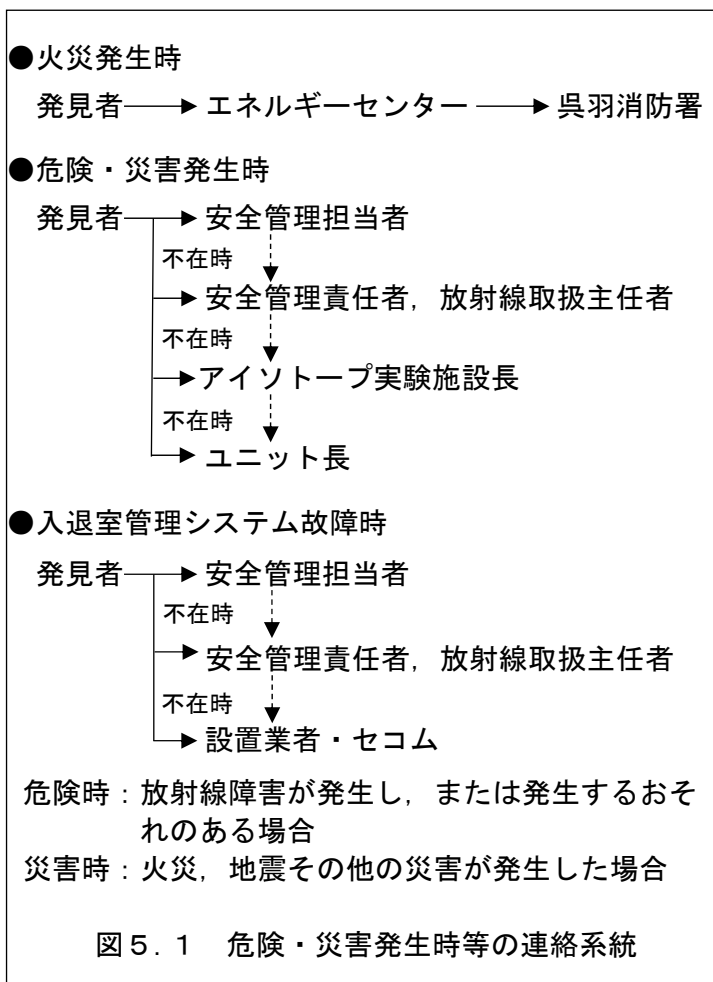 ●火災発生時
発見者 エネルギーセンター 呉羽消防署
●危険・災害発生時
発見者 安全管理担当者
不在時
安全管理責任者，放射線取扱主任者
不在時
アイソトープ実験施設長
不在時
ユニット長
●入退室管理システム故障時
発見者 安全管理担当者
不在時
安全管理責任者，放射線取扱主任者
不在時
設置業者・セコム
危険時：放射線障害が発生し，または発生するおそ
れのある場合
災害時：火災，地震その他の災害が発生した場合
図５．１　危険・災害発生時等の連絡系統